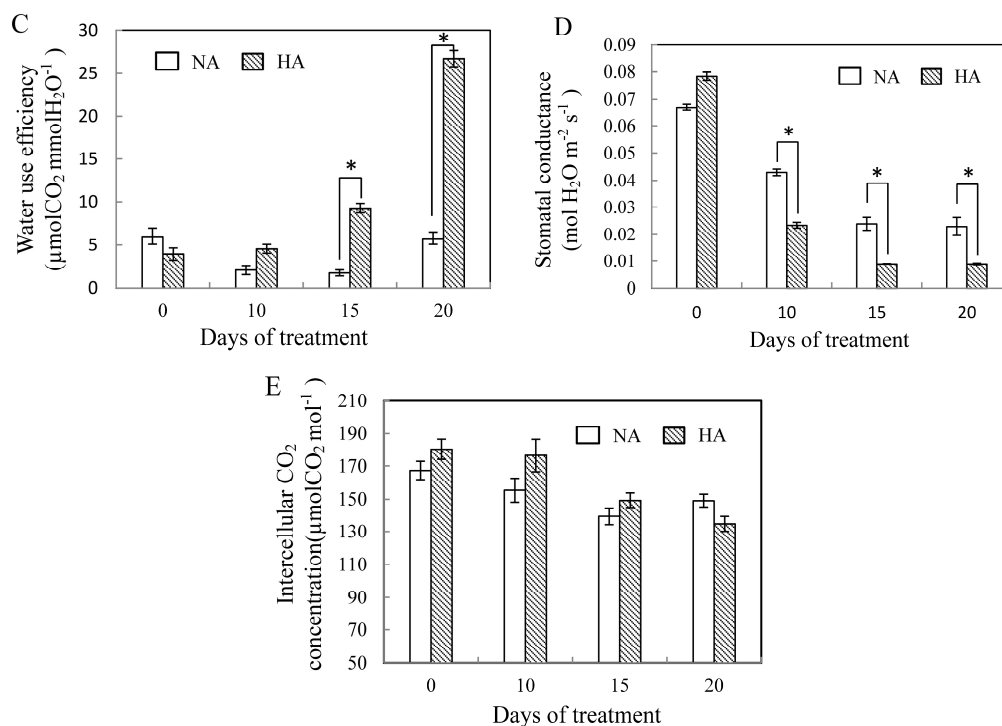 C
Water use efficiency
(μmolCO₂ mmolH₂O⁻¹)
30
25
20
15
10
5
0
NA HA
*
*
0 10 15 20
Days of treatment
D
Stomatal conductance
(mol H₂O m⁻² s⁻¹)
0.09
0.08
0.07
0.06
0.05
0.04
0.03
0.02
0.01
0
NA HA
* * *
0 10 15 20
Days of treatment
E
Intercellular CO₂
concentration(μmolCO₂ mol⁻¹)
210
190
170
150
130
110
90
70
50
NA HA
0 10 15 20
Days of treatment